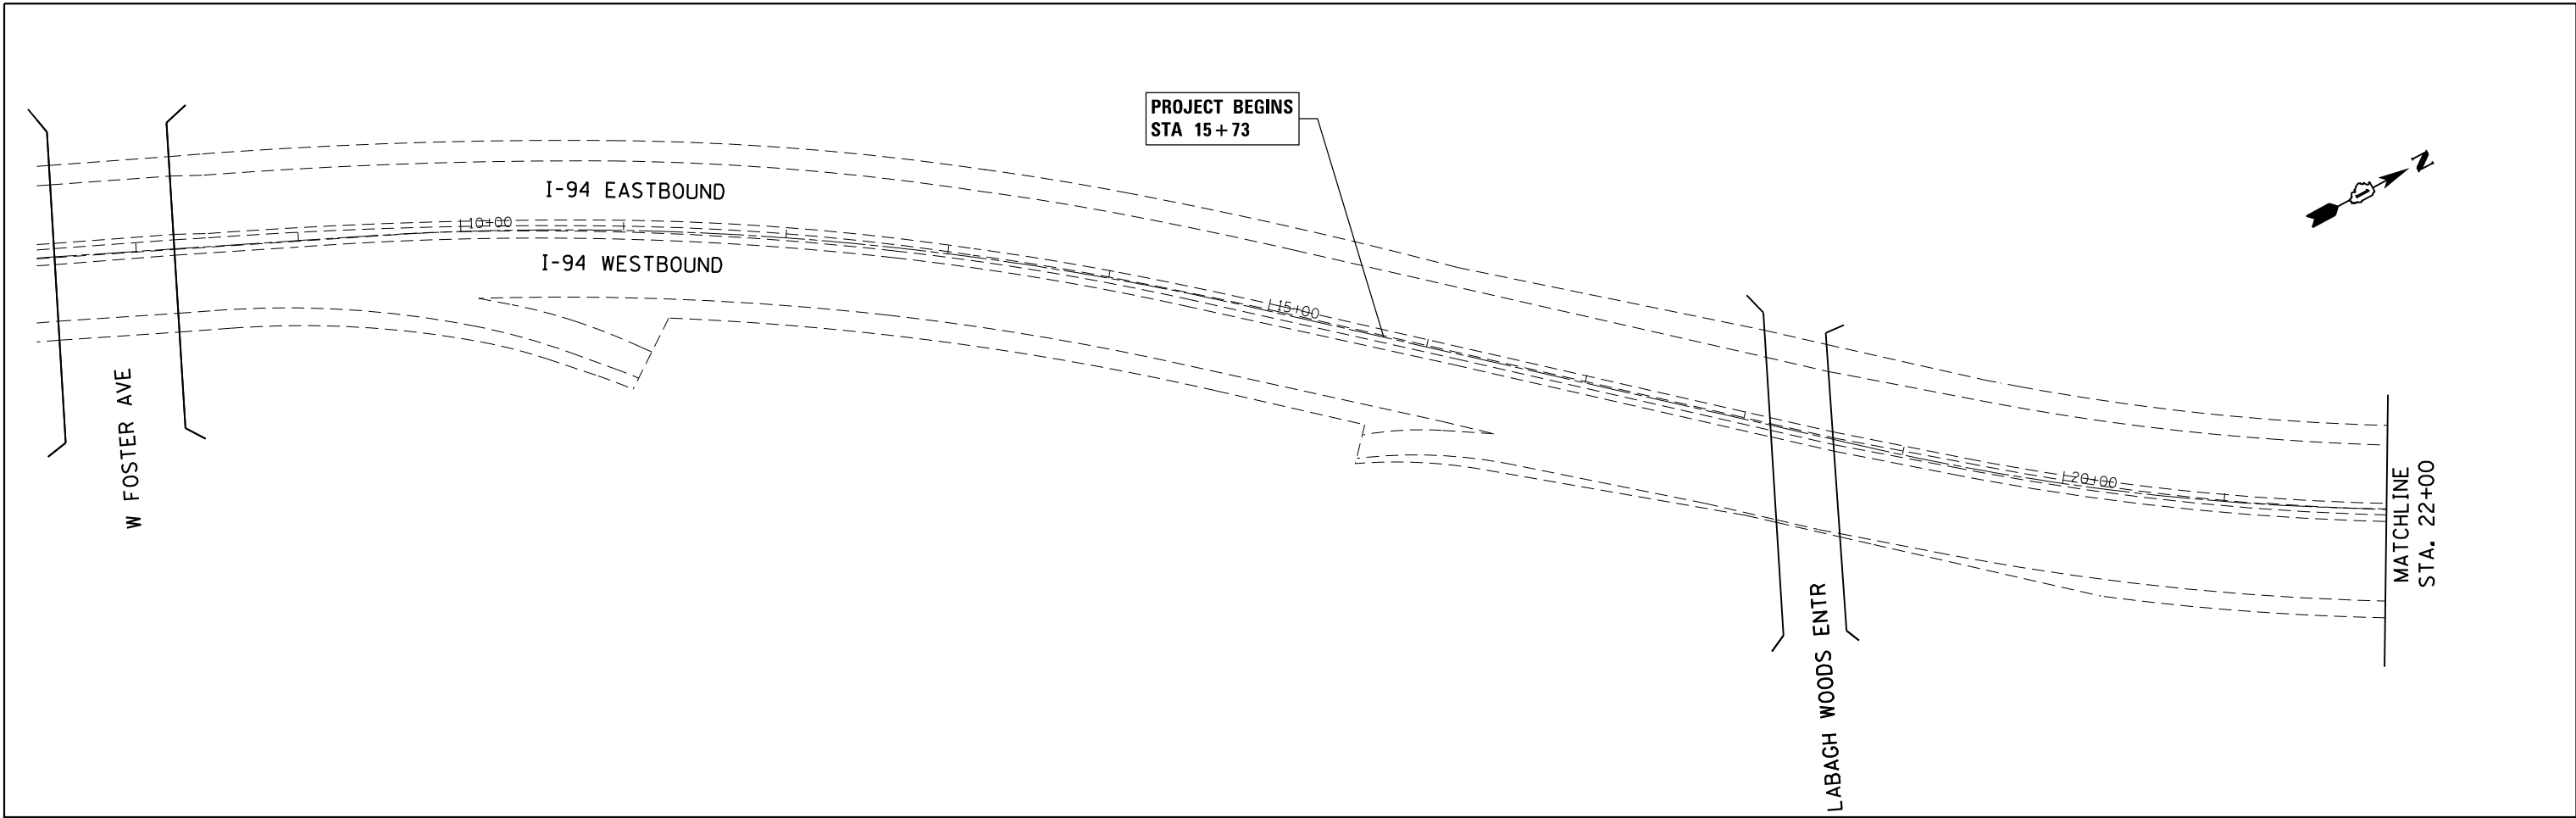 PROJECT BEGINS
STA 15+73
N
I-94 EASTBOUND
10+00
I-94 WESTBOUND
15+00
W FOSTER AVE
20+00
MATCHLINE
STA. 22+00
LABAGH WOODS ENTR